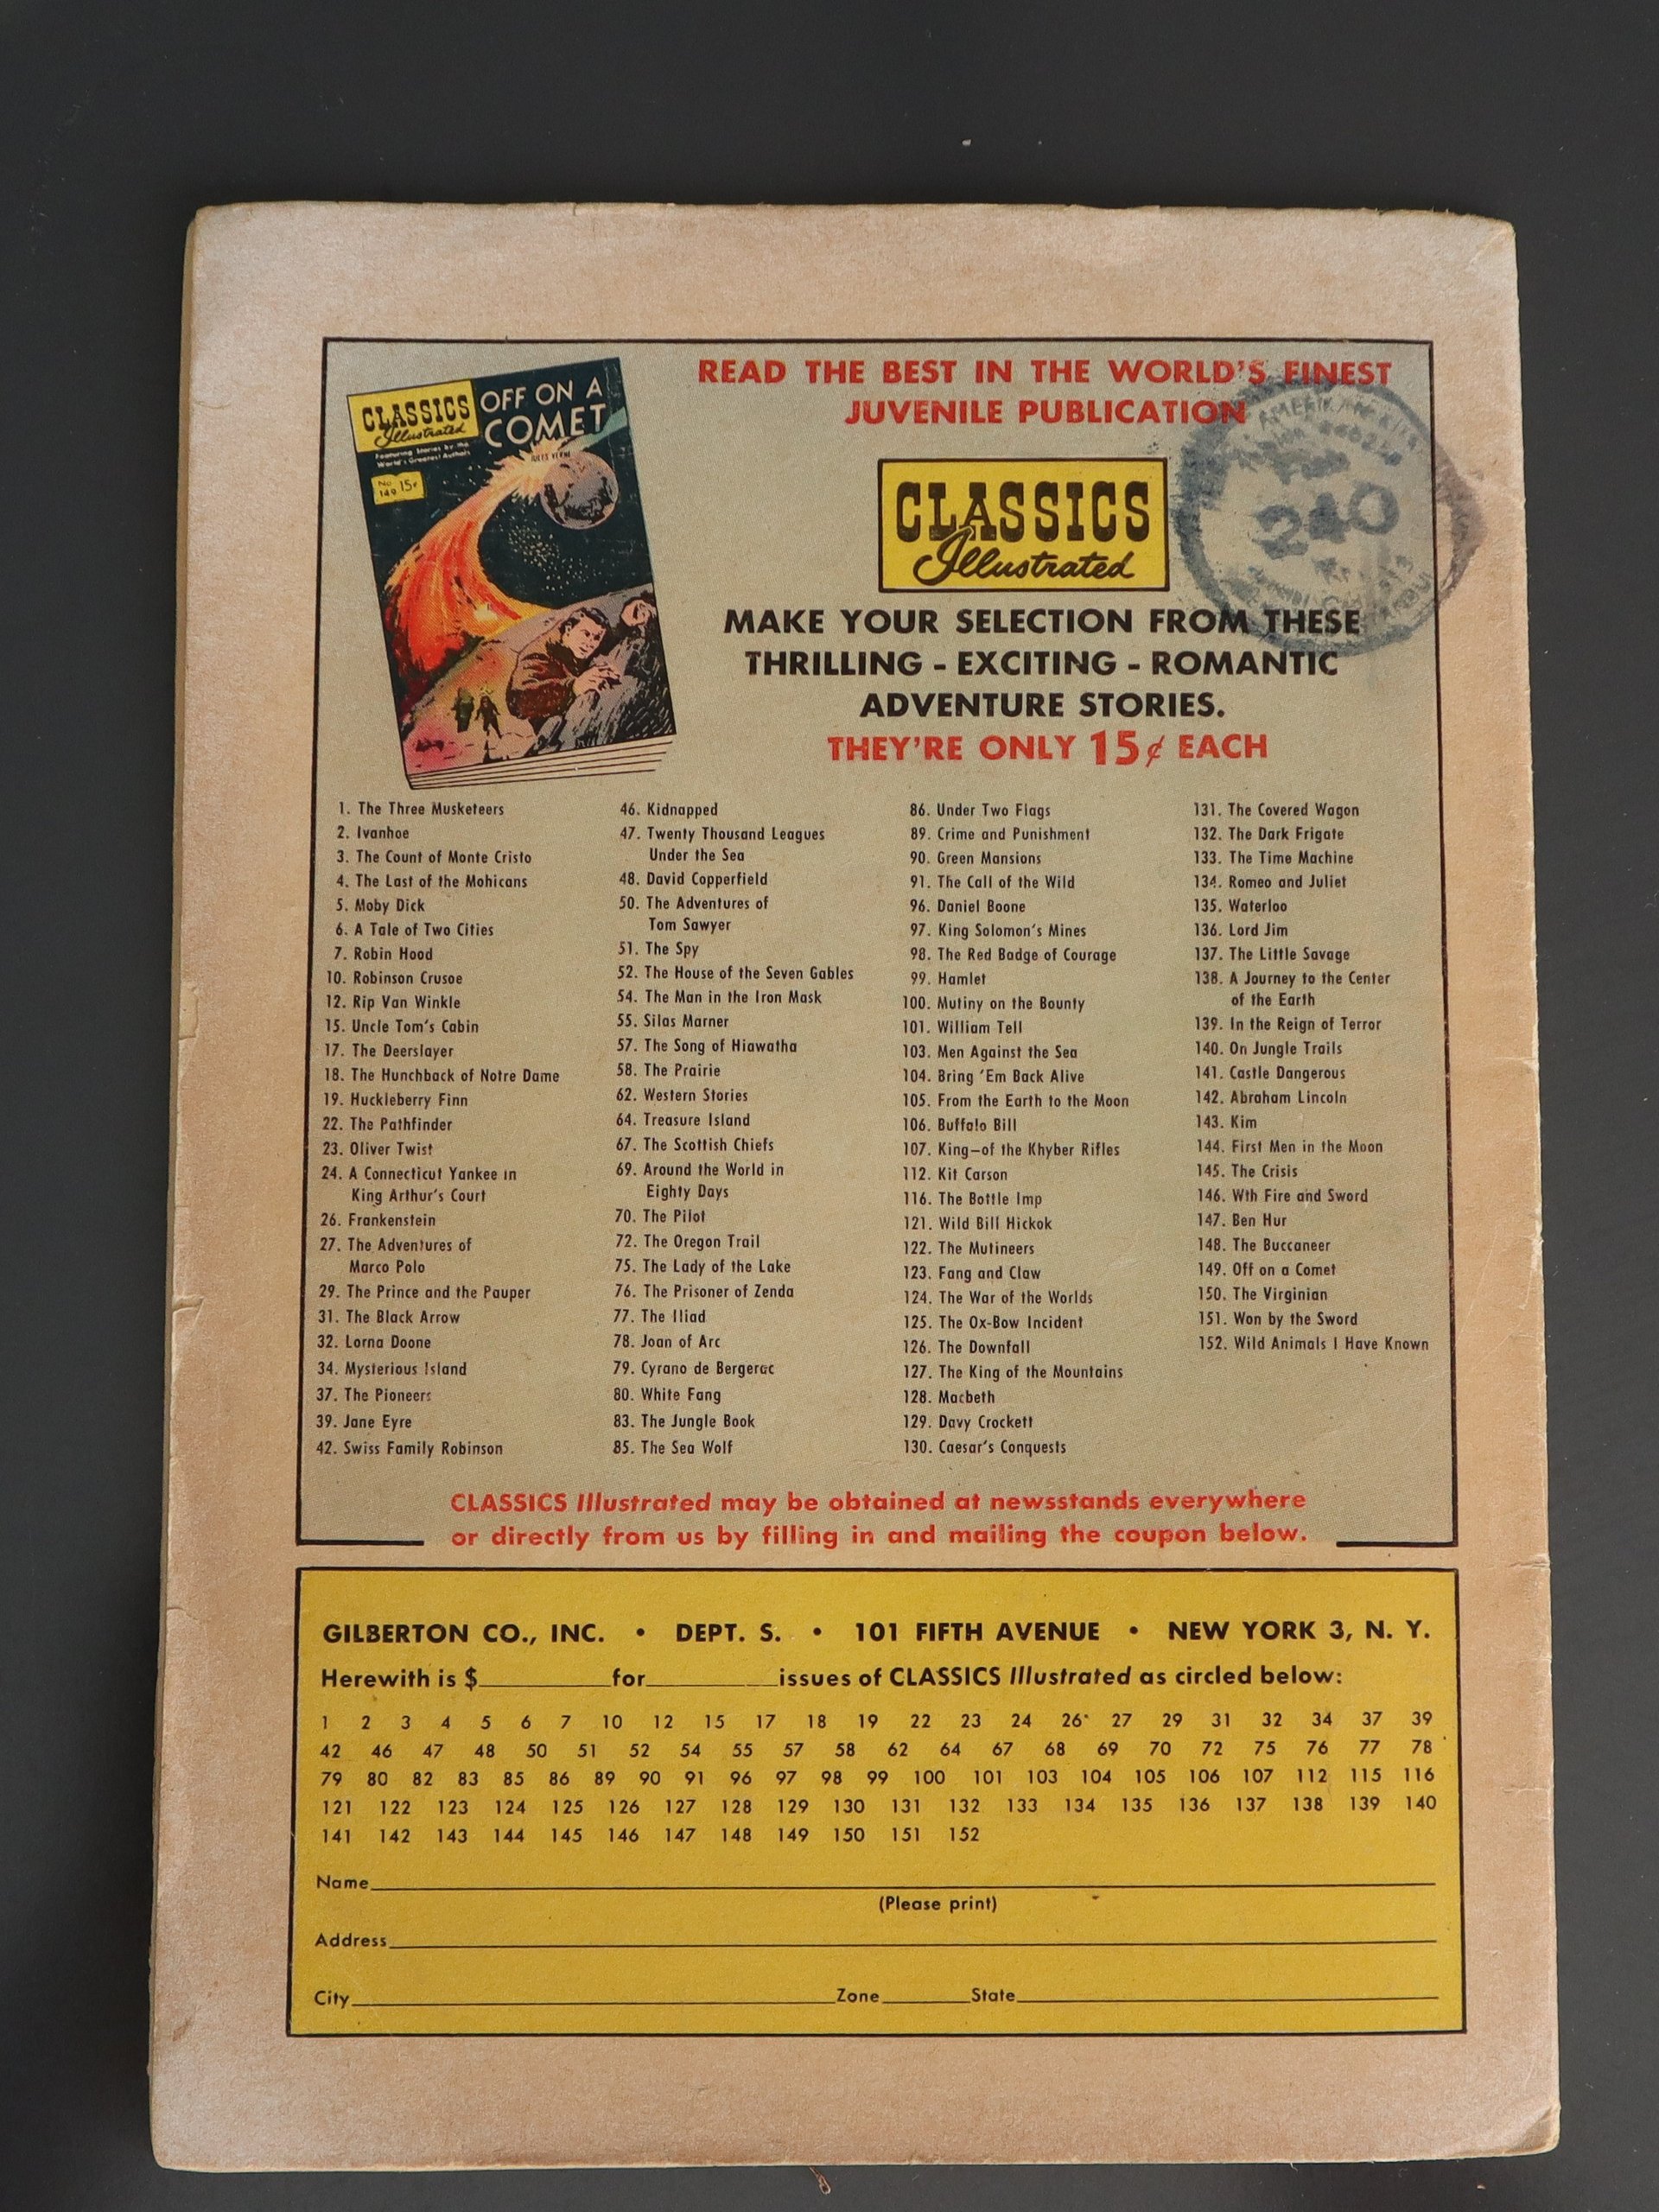 CLASSICS
Illustrated
Featuring Stories by the
World's Greatest Authors
No. 149 15¢
OFF ON A
COMET
JULES VERNE
READ THE BEST IN THE WORLD'S FINEST
JUVENILE PUBLICATION
240
CLASSICS
Illustrated
MAKE YOUR SELECTION FROM THESE
THRILLING - EXCITING - ROMANTIC
ADVENTURE STORIES.
THEY'RE ONLY 15¢ EACH
1. The Three Musketeers
2. Ivanhoe
3. The Count of Monte Cristo
4. The Last of the Mohicans
5. Moby Dick
6. A Tale of Two Cities
7. Robin Hood
10. Robinson Crusoe
12. Rip Van Winkle
15. Uncle Tom's Cabin
17. The Deerslayer
18. The Hunchback of Notre Dame
19. Huckleberry Finn
22. The Pathfinder
23. Oliver Twist
24. A Connecticut Yankee in
King Arthur's Court
26. Frankenstein
27. The Adventures of
Marco Polo
29. The Prince and the Pauper
31. The Black Arrow
32. Lorna Doone
34. Mysterious Island
37. The Pioneers
39. Jane Eyre
42. Swiss Family Robinson
46. Kidnapped
47. Twenty Thousand Leagues
Under the Sea
48. David Copperfield
50. The Adventures of
Tom Sawyer
51. The Spy
52. The House of the Seven Gables
54. The Man in the Iron Mask
55. Silas Marner
57. The Song of Hiawatha
58. The Prairie
62. Western Stories
64. Treasure Island
67. The Scottish Chiefs
69. Around the World in
Eighty Days
70. The Pilot
72. The Oregon Trail
75. The Lady of the Lake
76. The Prisoner of Zenda
77. The Iliad
78. Joan of Arc
79. Cyrano de Bergerac
80. White Fang
83. The Jungle Book
85. The Sea Wolf
86. Under Two Flags
89. Crime and Punishment
90. Green Mansions
91. The Call of the Wild
96. Daniel Boone
97. King Solomon's Mines
98. The Red Badge of Courage
99. Hamlet
100. Mutiny on the Bounty
101. William Tell
103. Men Against the Sea
104. Bring 'Em Back Alive
105. From the Earth to the Moon
106. Buffalo Bill
107. King—of the Khyber Rifles
112. Kit Carson
116. The Bottle Imp
121. Wild Bill Hickok
122. The Mutineers
123. Fang and Claw
124. The War of the Worlds
125. The Ox-Bow Incident
126. The Downfall
127. The King of the Mountains
128. Macbeth
129. Davy Crockett
130. Caesar's Conquests
131. The Covered Wagon
132. The Dark Frigate
133. The Time Machine
134. Romeo and Juliet
135. Waterloo
136. Lord Jim
137. The Little Savage
138. A Journey to the Center
of the Earth
139. In the Reign of Terror
140. On Jungle Trails
141. Castle Dangerous
142. Abraham Lincoln
143. Kim
144. First Men in the Moon
145. The Crisis
146. Wth Fire and Sword
147. Ben Hur
148. The Buccaneer
149. Off on a Comet
150. The Virginian
151. Won by the Sword
152. Wild Animals I Have Known
CLASSICS Illustrated may be obtained at newsstands everywhere
or directly from us by filling in and mailing the coupon below.
GILBERTON CO., INC. • DEPT. S. • 101 FIFTH AVENUE • NEW YORK 3, N. Y.
Herewith is $ for issues of CLASSICS Illustrated as circled below:
1 2 3 4 5 6 7 10 12 15 17 18 19 22 23 24 26 27 29 31 32 34 37 39
42 46 47 48 50 51 52 54 55 57 58 62 64 67 68 69 70 72 75 76 77 78
79 80 82 83 85 86 89 90 91 96 97 98 99 100 101 103 104 105 106 107 112 115 116
121 122 123 124 125 126 127 128 129 130 131 132 133 134 135 136 137 138 139 140
141 142 143 144 145 146 147 148 149 150 151 152
Name
(Please print)
Address
City Zone State